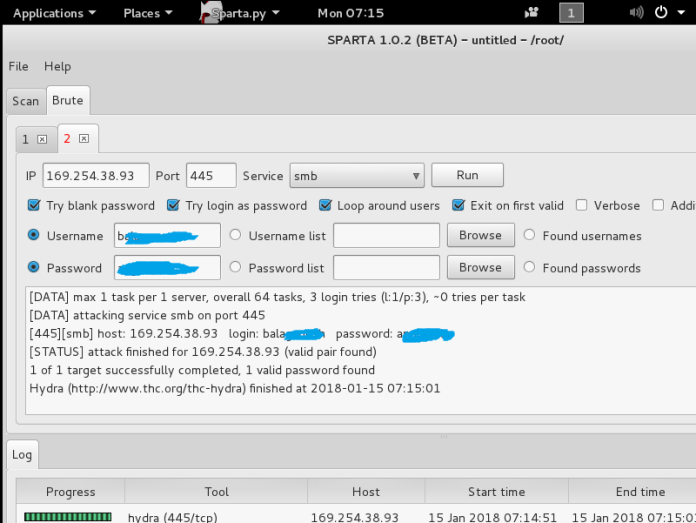 Applications Places Sparta.py Mon 07:15 1
SPARTA 1.0.2 (BETA) - untitled - /root/
File Help
Scan Brute
1 2
IP 169.254.38.93 Port 445 Service smb Run
Try blank password Try login as password Loop around users Exit on first valid Verbose Addi
Username Username list Browse Found usernames
Password Password list Browse Found passwords
[DATA] max 1 task per 1 server, overall 64 tasks, 3 login tries (l:1/p:3), ~0 tries per task
[DATA] attacking service smb on port 445
[445][smb] host: 169.254.38.93 login: password:
[STATUS] attack finished for 169.254.38.93 (valid pair found)
1 of 1 target successfully completed, 1 valid password found
Hydra (http://www.thc.org/thc-hydra) finished at 2018-01-15 07:15:01
Log
Progress Tool Host Start time End time
hydra (445/tcp) 169.254.38.93 15 Jan 2018 07:14:51 15 Jan 2018 07:15:0